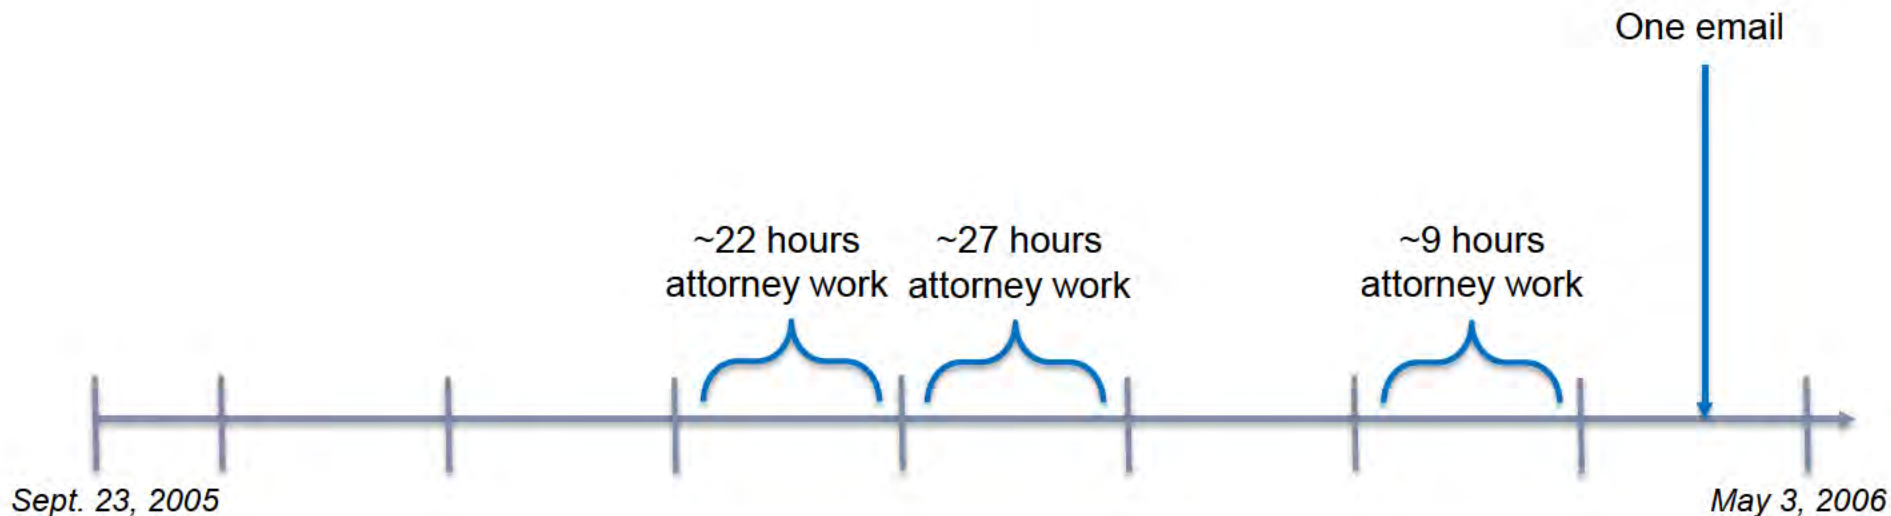 One email
~22 hours
attorney work
~27 hours
attorney work
~9 hours
attorney work
Sept. 23, 2005
May 3, 2006